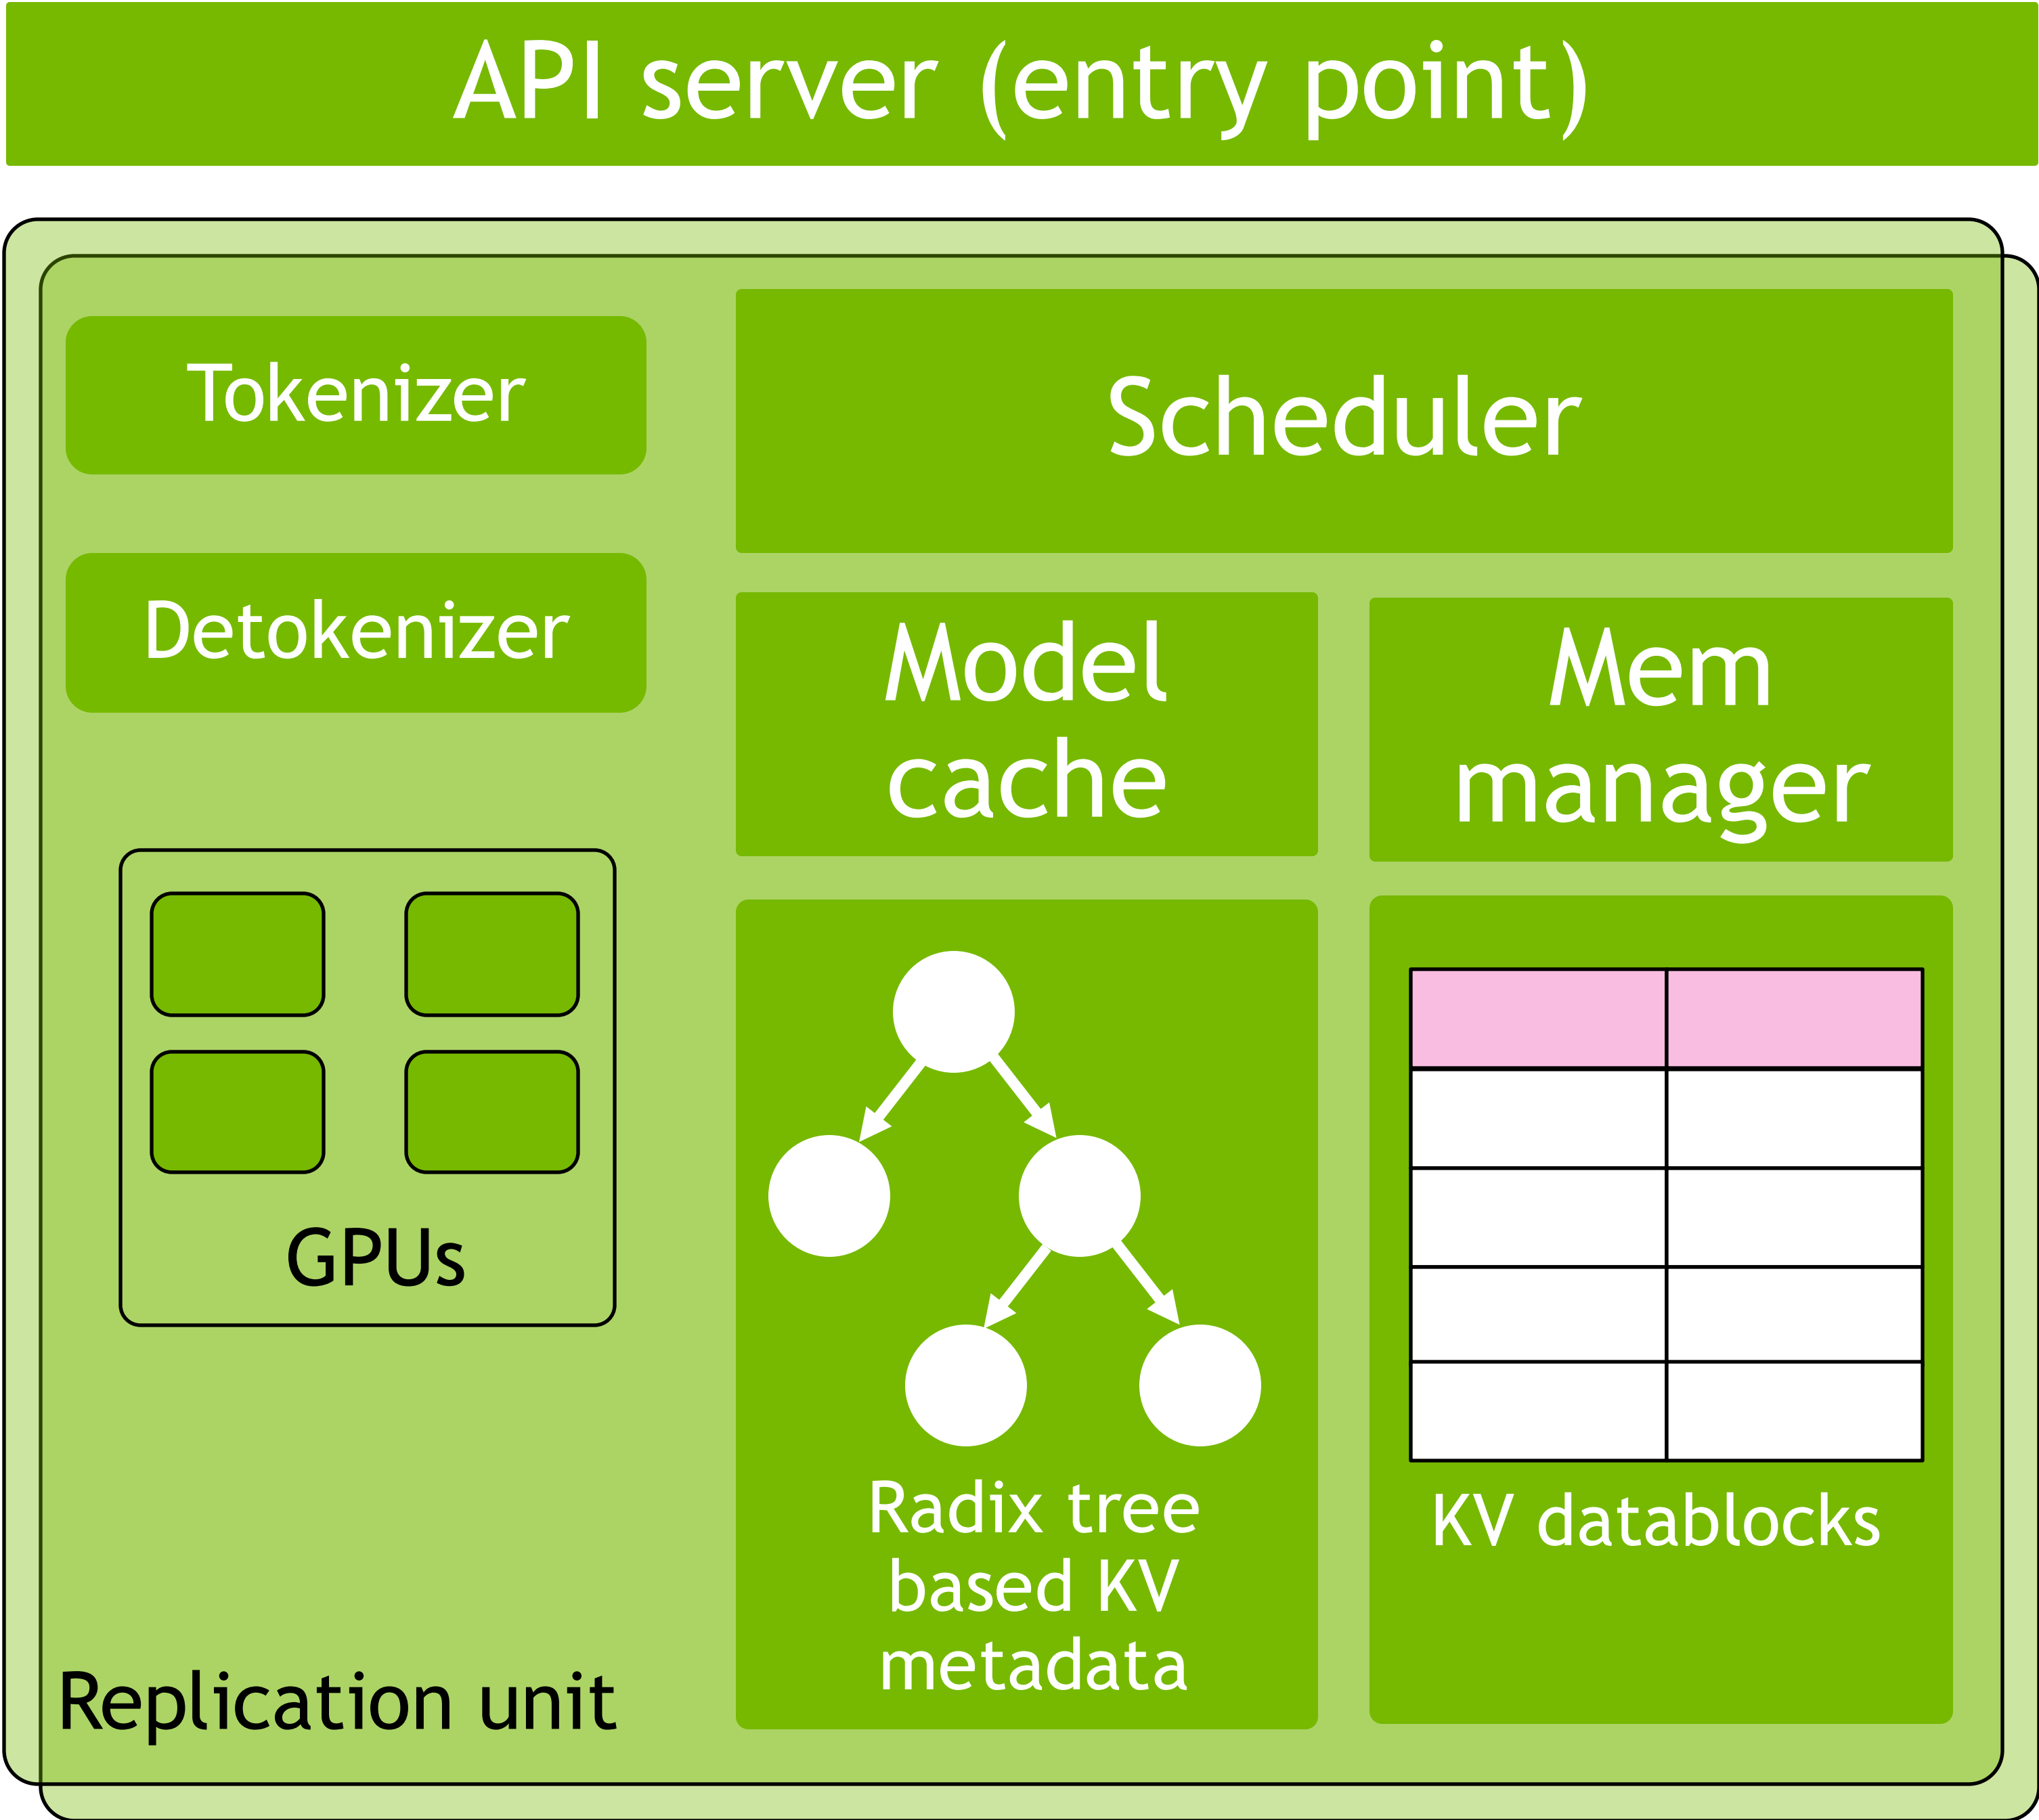 API server (entry point)
Tokenizer
Scheduler
Detokenizer
Model
cache
Mem
manager
GPUs
Radix tree
based KV
metadata
KV datablocks
Replication unit